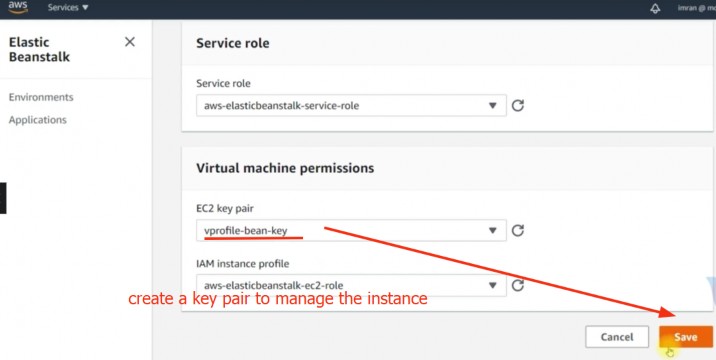 aws
Services ▼
imran @ m
Elastic
Beanstalk
Environments
Applications
Service role
Service role
aws-elasticbeanstalk-service-role
Virtual machine permissions
EC2 key pair
vprofile-bean-key
IAM instance profile
aws-elasticbeanstalk-ec2-role
create a key pair to manage the instance
Cancel
Save